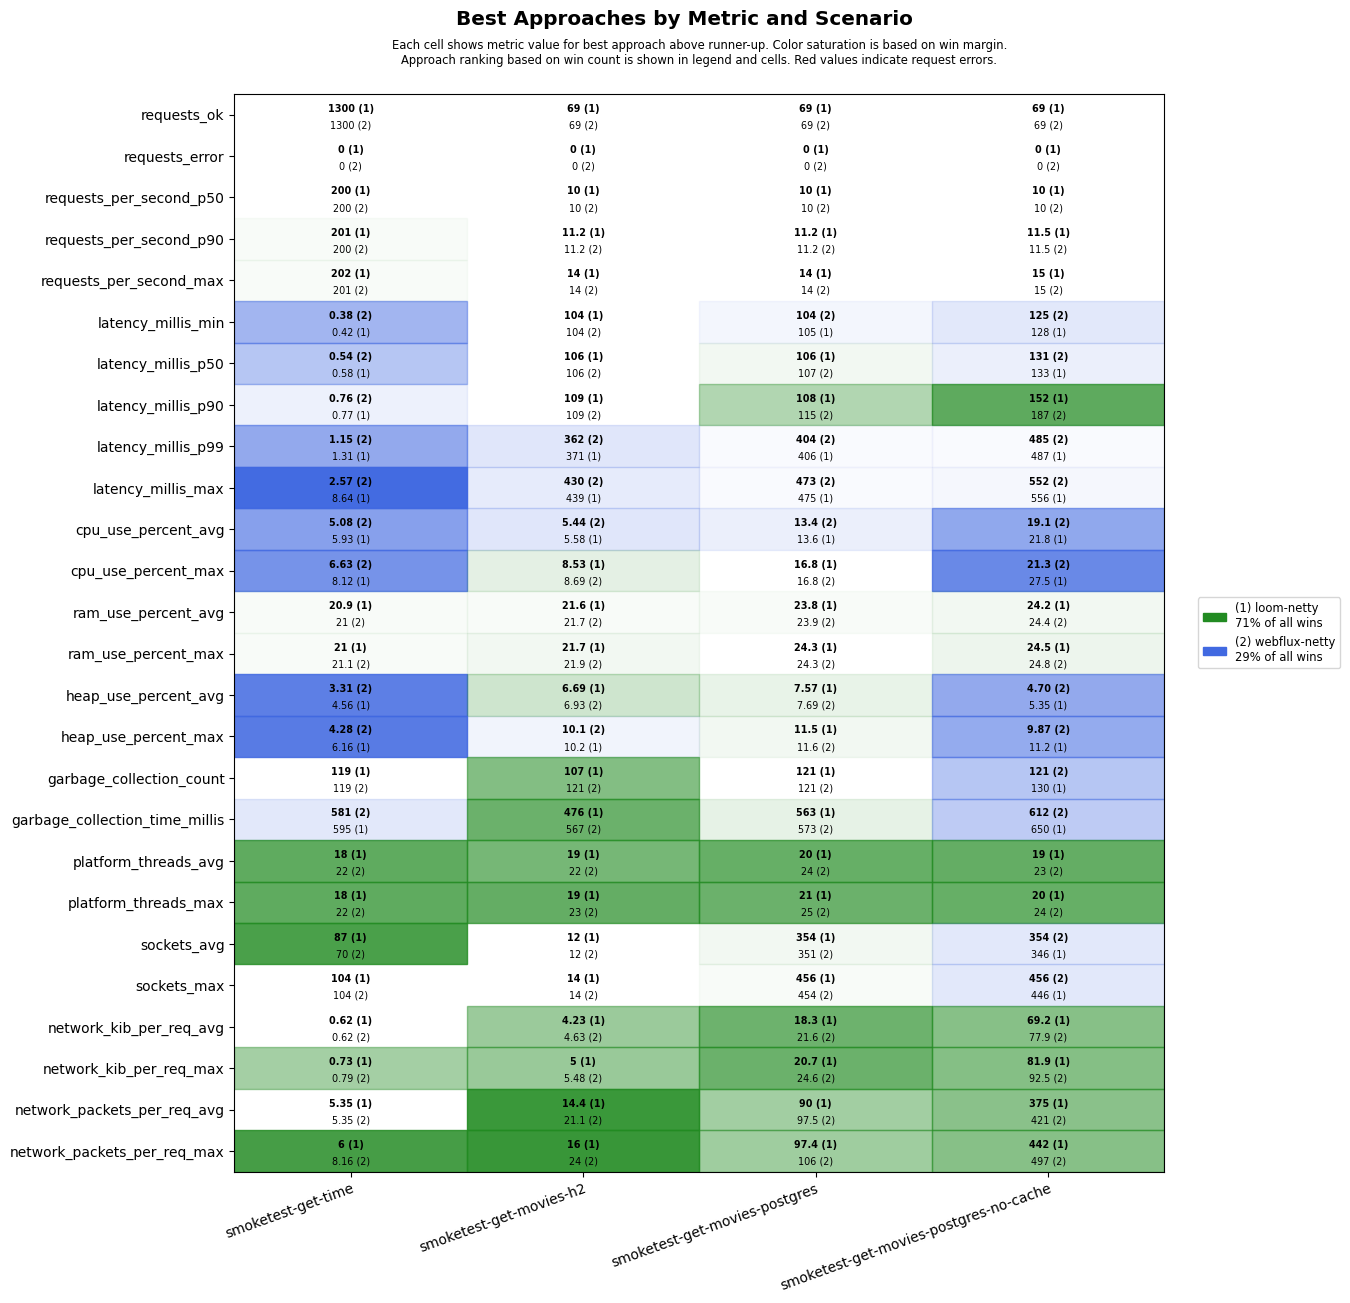 Best Approaches by Metric and Scenario
Each cell shows metric value for best approach above runner-up. Color saturation is based on win margin.
Approach ranking based on win count is shown in legend and cells. Red values indicate request errors.
requests_ok
1300 (1) 69 (1) 69 (1) 69 (1)
1300 (2) 69 (2) 69 (2) 69 (2)
requests_error
0 (1) 0 (1) 0 (1) 0 (1)
0 (2) 0 (2) 0 (2) 0 (2)
requests_per_second_p50
200 (1) 10 (1) 10 (1) 10 (1)
200 (2) 10 (2) 10 (2) 10 (2)
requests_per_second_p90
201 (1) 11.2 (1) 11.2 (1) 11.5 (1)
200 (2) 11.2 (2) 11.2 (2) 11.5 (2)
requests_per_second_max
202 (1) 14 (1) 14 (1) 15 (1)
201 (2) 14 (2) 14 (2) 15 (2)
latency_millis_min
0.38 (2) 104 (1) 104 (2) 125 (2)
0.42 (1) 104 (2) 105 (1) 128 (1)
latency_millis_p50
0.54 (2) 106 (1) 106 (1) 131 (2)
0.58 (1) 106 (2) 107 (2) 133 (1)
latency_millis_p90
0.76 (2) 109 (1) 108 (1) 152 (1)
0.77 (1) 109 (2) 115 (2) 187 (2)
latency_millis_p99
1.15 (2) 362 (2) 404 (2) 485 (2)
1.31 (1) 371 (1) 406 (1) 487 (1)
latency_millis_max
2.57 (2) 430 (2) 473 (2) 552 (2)
8.64 (1) 439 (1) 475 (1) 556 (1)
cpu_use_percent_avg
5.08 (2) 5.44 (2) 13.4 (2) 19.1 (2)
5.93 (1) 5.58 (1) 13.6 (1) 21.8 (1)
cpu_use_percent_max
6.63 (2) 8.53 (1) 16.8 (1) 21.3 (2)
8.12 (1) 8.69 (2) 16.8 (2) 27.5 (1)
ram_use_percent_avg
20.9 (1) 21.6 (1) 23.8 (1) 24.2 (1)
21 (2) 21.7 (2) 23.9 (2) 24.4 (2)
ram_use_percent_max
21 (1) 21.7 (1) 24.3 (1) 24.5 (1)
21.1 (2) 21.9 (2) 24.3 (2) 24.8 (2)
heap_use_percent_avg
3.31 (2) 6.69 (1) 7.57 (1) 4.70 (2)
4.56 (1) 6.93 (2) 7.69 (2) 5.35 (1)
heap_use_percent_max
4.28 (2) 10.1 (2) 11.5 (1) 9.87 (2)
6.16 (1) 10.2 (1) 11.6 (2) 11.2 (1)
garbage_collection_count
119 (1) 107 (1) 121 (1) 121 (2)
119 (2) 121 (2) 121 (2) 130 (1)
garbage_collection_time_millis
581 (2) 476 (1) 563 (1) 612 (2)
595 (1) 567 (2) 573 (2) 650 (1)
platform_threads_avg
18 (1) 19 (1) 20 (1) 19 (1)
22 (2) 22 (2) 24 (2) 23 (2)
platform_threads_max
18 (1) 19 (1) 21 (1) 20 (1)
22 (2) 23 (2) 25 (2) 24 (2)
sockets_avg
87 (1) 12 (1) 354 (1) 354 (2)
70 (2) 12 (2) 351 (2) 346 (1)
sockets_max
104 (1) 14 (1) 456 (1) 456 (2)
104 (2) 14 (2) 454 (2) 446 (1)
network_kib_per_req_avg
0.62 (1) 4.23 (1) 18.3 (1) 69.2 (1)
0.62 (2) 4.63 (2) 21.6 (2) 77.9 (2)
network_kib_per_req_max
0.73 (1) 5 (1) 20.7 (1) 81.9 (1)
0.79 (2) 5.48 (2) 24.6 (2) 92.5 (2)
network_packets_per_req_avg
5.35 (1) 14.4 (1) 90 (1) 375 (1)
5.35 (2) 21.1 (2) 97.5 (2) 421 (2)
network_packets_per_req_max
6 (1) 16 (1) 97.4 (1) 442 (1)
8.16 (2) 24 (2) 106 (2) 497 (2)
smoketest-get-time
smoketest-get-movies-h2
smoketest-get-movies-postgres
smoketest-get-movies-postgres-no-cache
(1) loom-netty
71% of all wins
(2) webflux-netty
29% of all wins